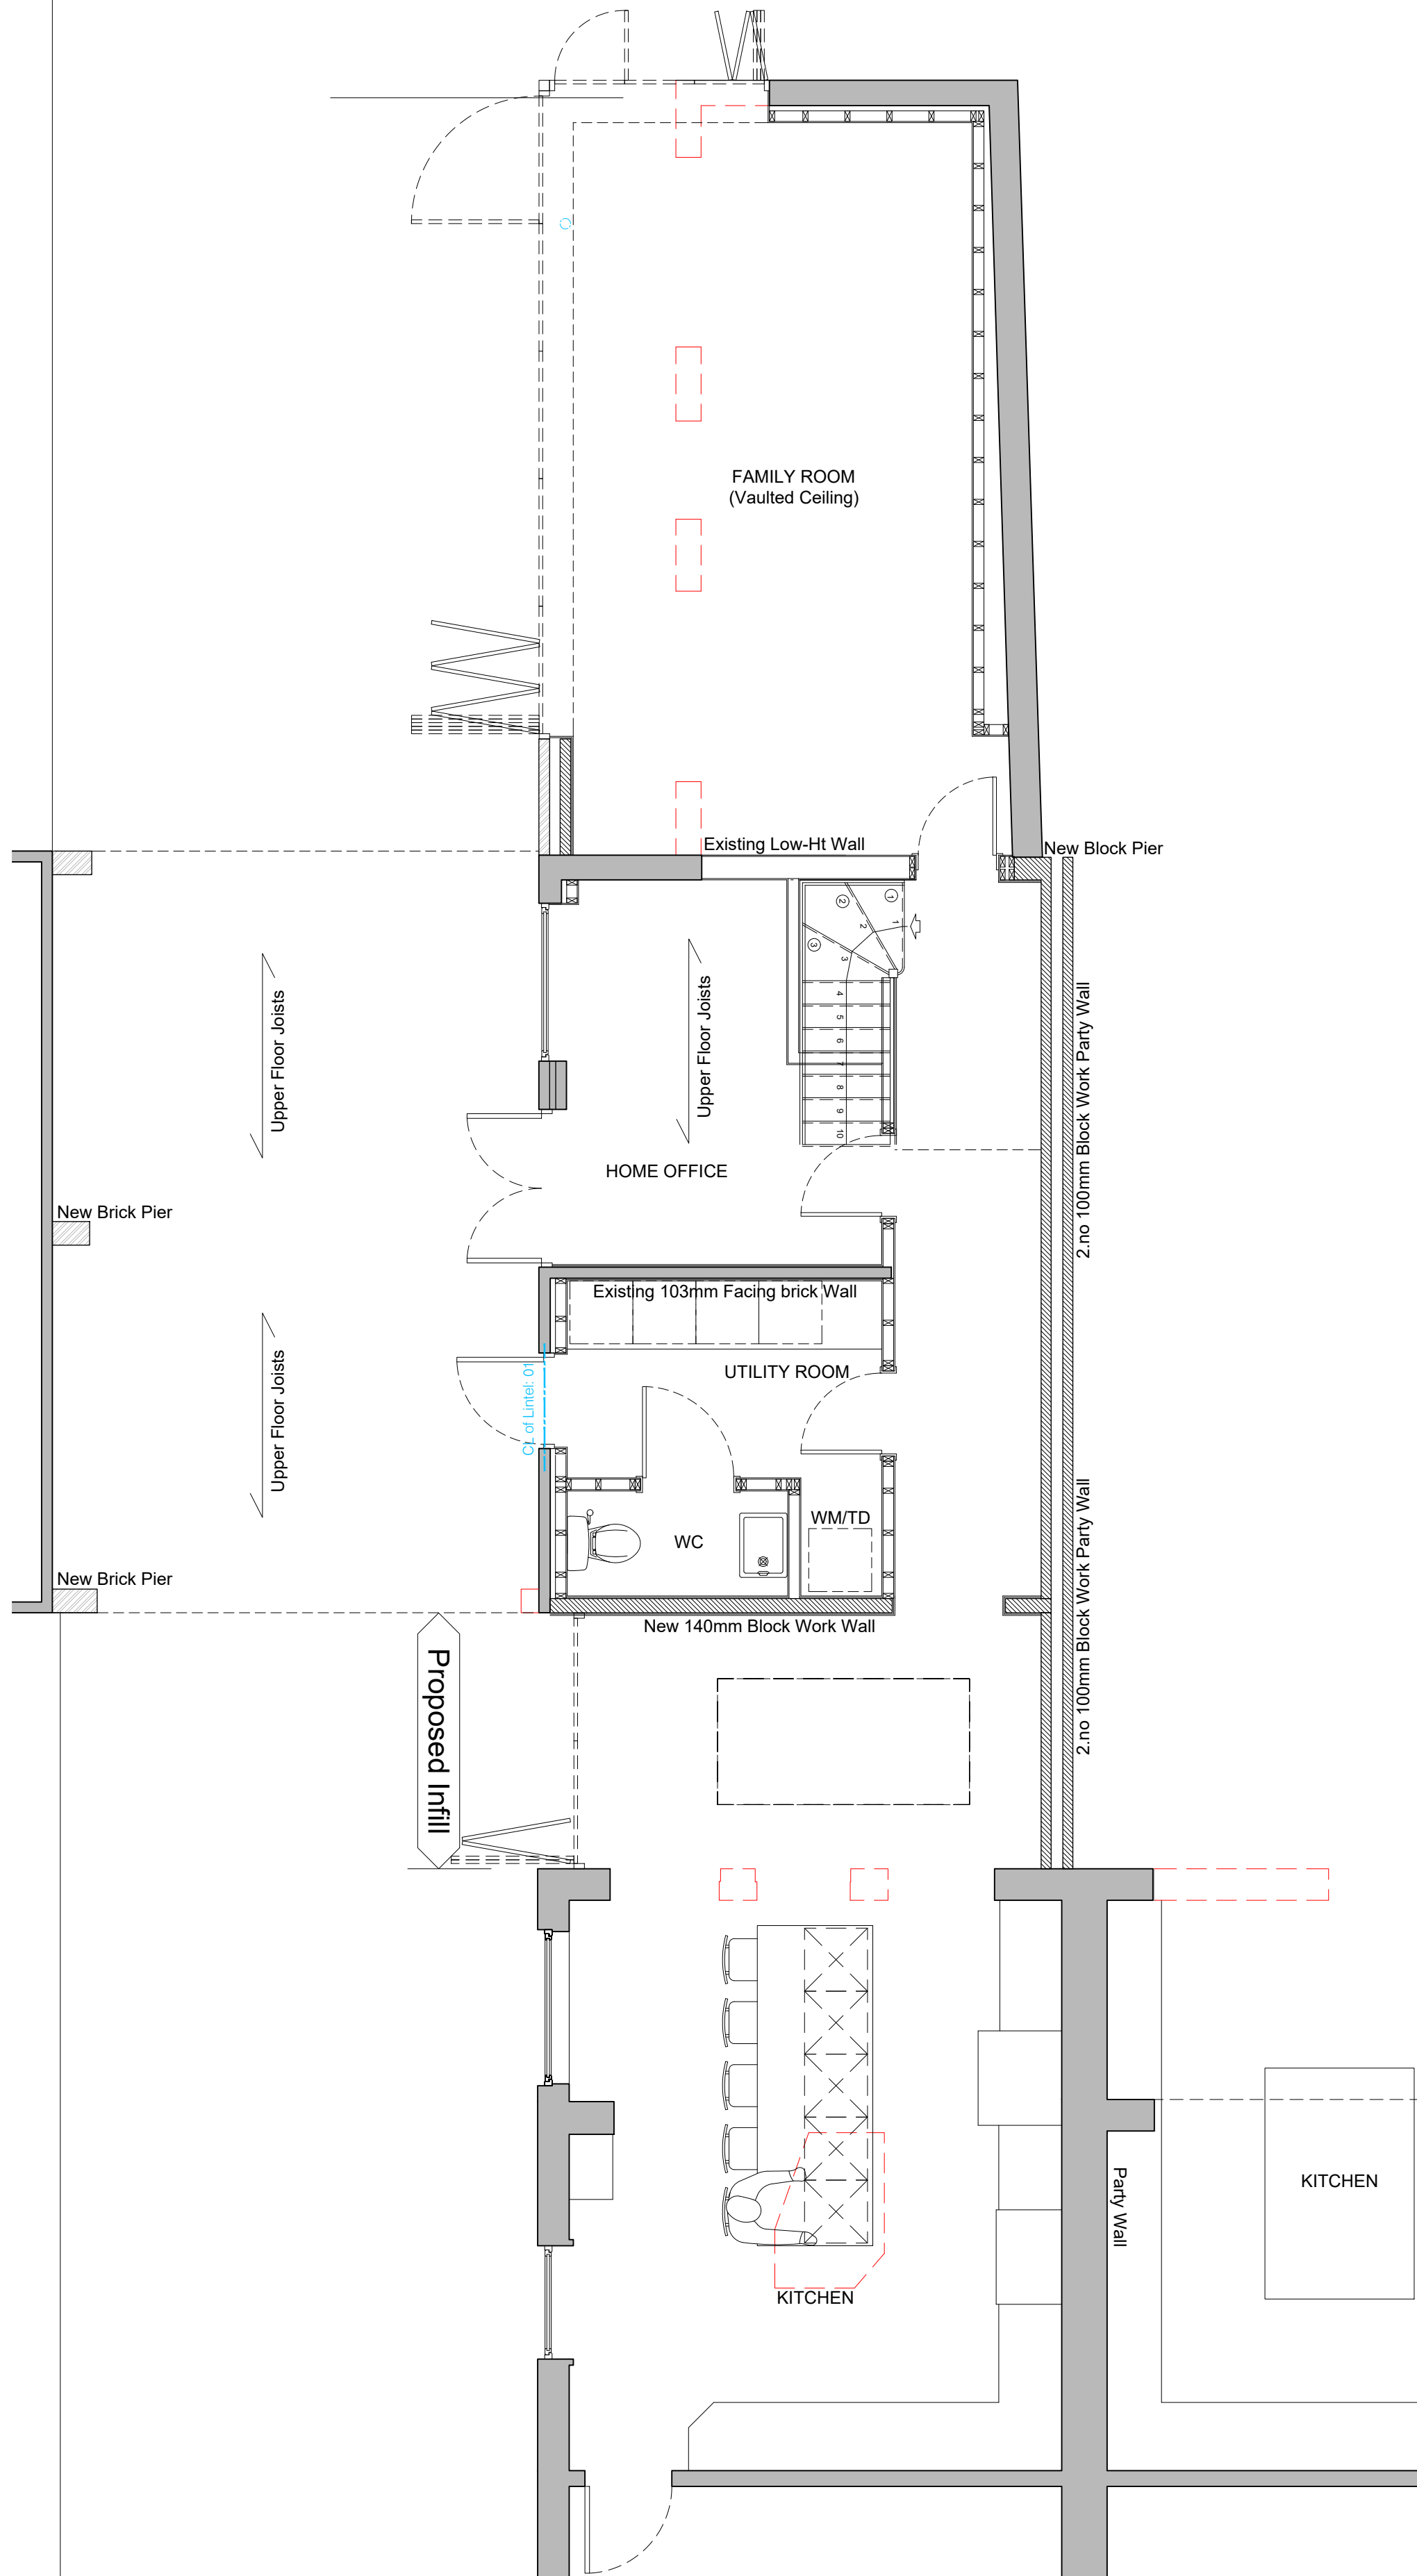 FAMILY ROOM
(Vaulted Ceiling)
Existing Low-Ht Wall
New Block Pier
1
2
3
1
2
3
4
5
6
7
8
9
10
Upper Floor Joists
Upper Floor Joists
2.no 100mm Block Work Party Wall
HOME OFFICE
New Brick Pier
Existing 103mm Facing brick Wall
UTILITY ROOM
CL of Lintel: 01
Upper Floor Joists
WM/TD
WC
2.no 100mm Block Work Party Wall
New Brick Pier
New 140mm Block Work Wall
Proposed Infill
Party Wall
KITCHEN
KITCHEN